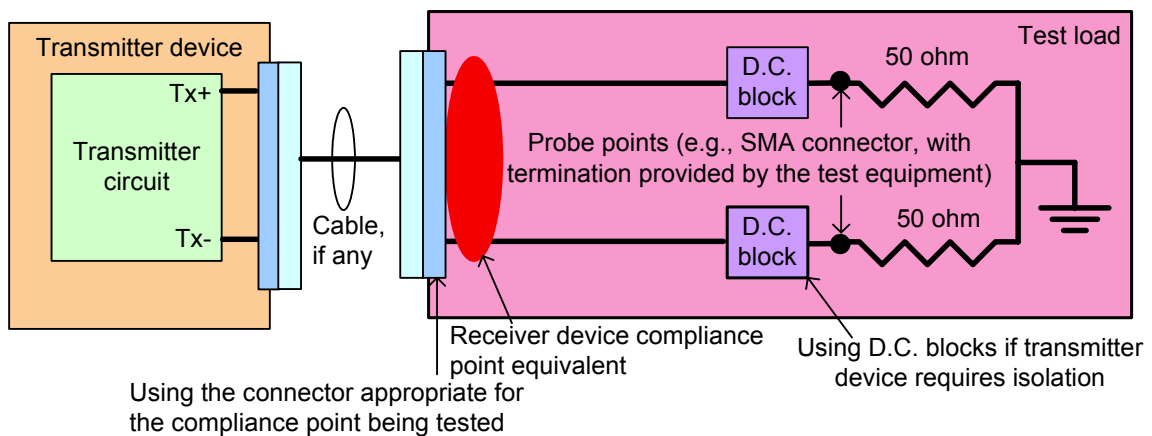 Transmitter device
Tx+
Transmitter
circuit
Tx-
Cable,
if any
Test load
D.C.
block
50 ohm
Probe points (e.g., SMA connector, with
termination provided by the test equipment)
D.C.
block
50 ohm
Receiver device compliance
point equivalent
Using D.C. blocks if transmitter
device requires isolation
Using the connector appropriate for
the compliance point being tested